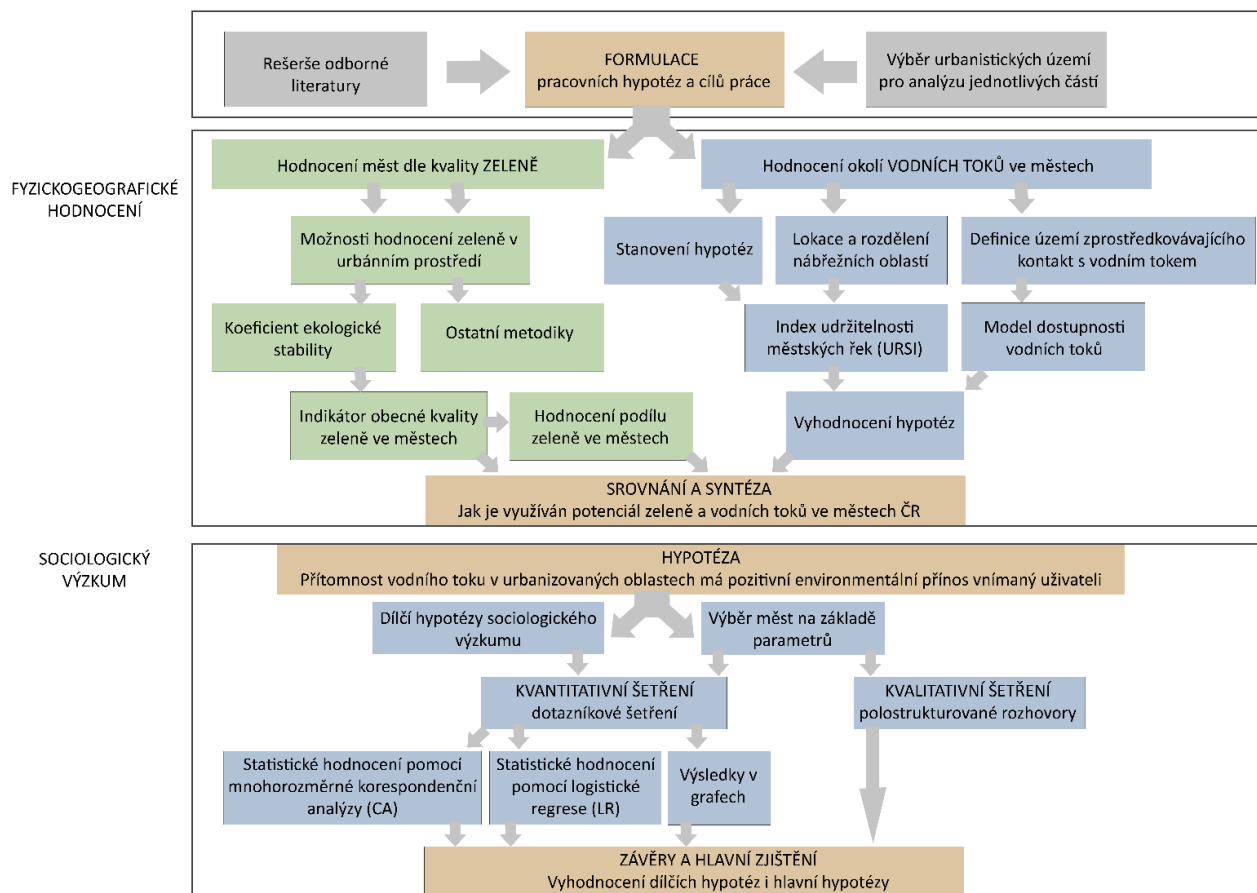 Rešerše odborné
literatury
FORMULACE
pracovních hypotéz a cílů práce
Výběr urbanistických území
pro analýzu jednotlivých částí
FYZICKOGEOGRAFICKÉ
HODNOCENÍ
Hodnocení měst dle kvality ZELENĚ
Hodnocení okolí VODNÍCH TOKŮ ve městech
Možnosti hodnocení zeleně v
urbánním prostředí
Stanovení hypotéz
Lokace a rozdělení
nábřežních oblastí
Definice území zprostředkovávajícího
kontakt s vodním tokem
Koeficient ekologické
stability
Ostatní metodiky
Index udržitelnosti
městských řek (URSI)
Model dostupnosti
vodních toků
Indikátor obecné kvality
zeleně ve městech
Hodnocení podílu
zeleně ve městech
Vyhodnocení hypotéz
SROVNÁNÍ A SYNTÉZA
Jak je využíván potenciál zeleně a vodních toků ve městech ČR
SOCIOLOGICKÝ
VÝZKUM
HYPOTÉZA
Přítomnost vodního toku v urbanizovaných oblastech má pozitivní environmentální přínos vnímaný uživateli
Dílčí hypotézy sociologického
výzkumu
Výběr měst na základě
parametrů
KVANTITATIVNÍ ŠETŘENÍ
dotazníkové šetření
KVALITATIVNÍ ŠETŘENÍ
polostrukturované rozhovory
Statistické hodnocení pomocí
mnohorozměrné korespondenční
analýzy (CA)
Statistické hodnocení
pomocí logistické
regrese (LR)
Výsledky v
grafech
ZÁVĚRY A HLAVNÍ ZJIŠTĚNÍ
Vyhodnocení dílčích hypotéz i hlavní hypotézy